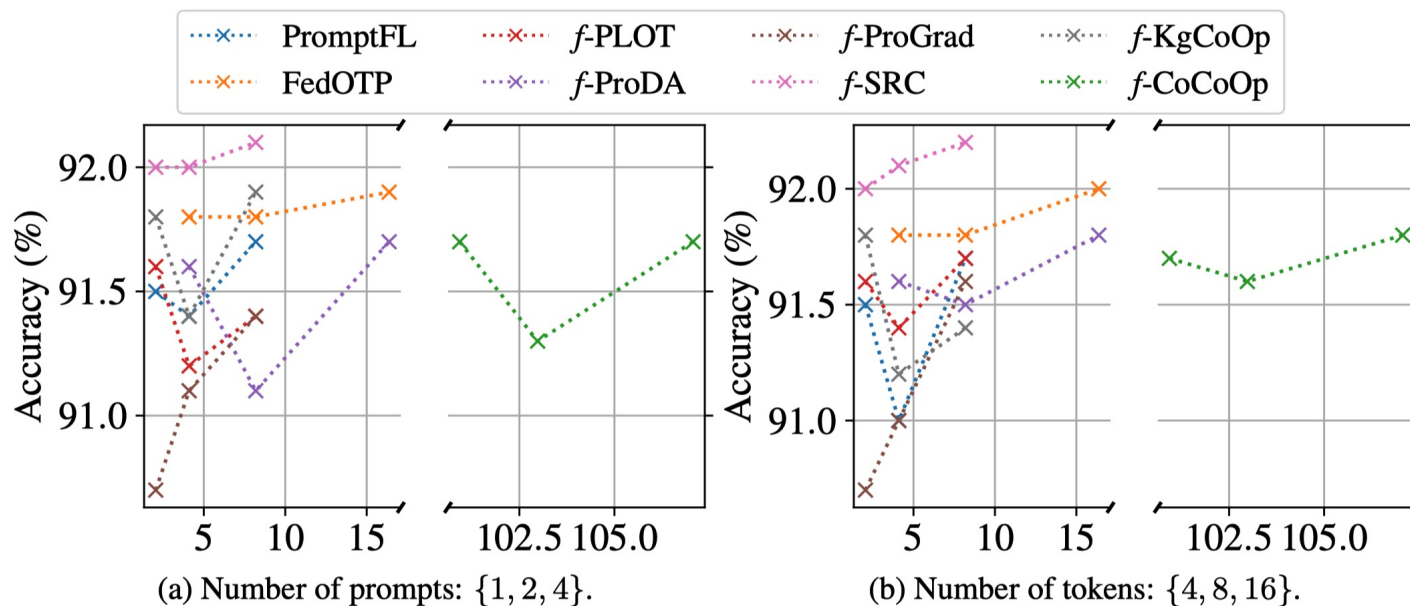 PromptFL f-PLOT f-ProGrad f-KgCoOp
FedOTP f-ProDA f-SRC f-CoCoOp
Accuracy (%)
92.0
91.5
91.0
5 10 15 102.5 105.0
(a) Number of prompts: {1, 2, 4}.
Accuracy (%)
92.0
91.5
91.0
5 10 15 102.5 105.0
(b) Number of tokens: {4, 8, 16}.